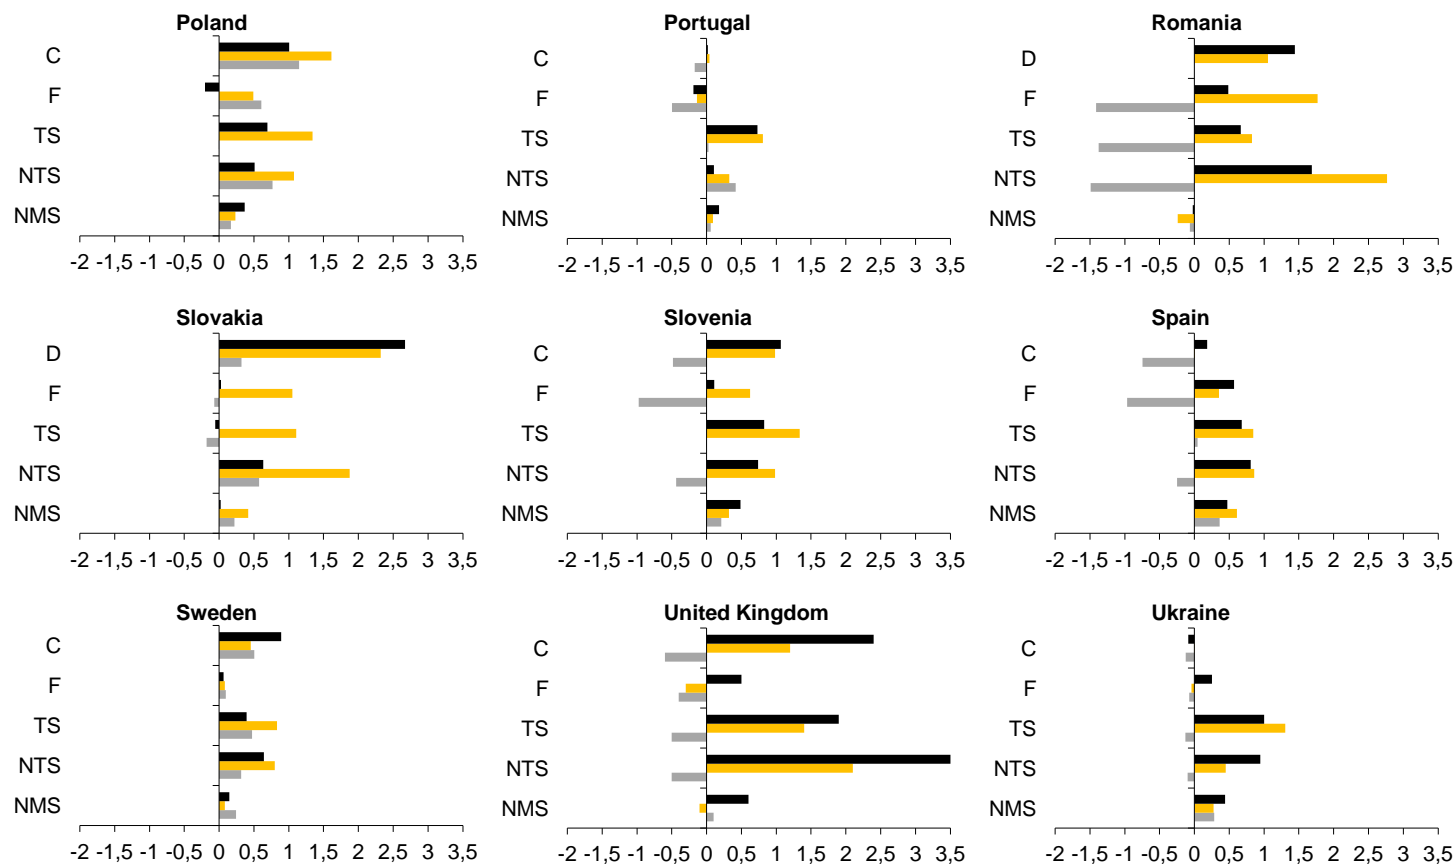 Poland
C
F
TS
NTS
NMS
-2 -1,5 -1 -0,5 0 0,5 1 1,5 2 2,5 3 3,5
Portugal
C
F
TS
NTS
NMS
-2 -1,5 -1 -0,5 0 0,5 1 1,5 2 2,5 3 3,5
Romania
D
F
TS
NTS
NMS
-2 -1,5 -1 -0,5 0 0,5 1 1,5 2 2,5 3 3,5
Slovakia
D
F
TS
NTS
NMS
-2 -1,5 -1 -0,5 0 0,5 1 1,5 2 2,5 3 3,5
Slovenia
C
F
TS
NTS
NMS
-2 -1,5 -1 -0,5 0 0,5 1 1,5 2 2,5 3 3,5
Spain
C
F
TS
NTS
NMS
-2 -1,5 -1 -0,5 0 0,5 1 1,5 2 2,5 3 3,5
Sweden
C
F
TS
NTS
NMS
-2 -1,5 -1 -0,5 0 0,5 1 1,5 2 2,5 3 3,5
United Kingdom
C
F
TS
NTS
NMS
-2 -1,5 -1 -0,5 0 0,5 1 1,5 2 2,5 3 3,5
Ukraine
C
F
TS
NTS
NMS
-2 -1,5 -1 -0,5 0 0,5 1 1,5 2 2,5 3 3,5